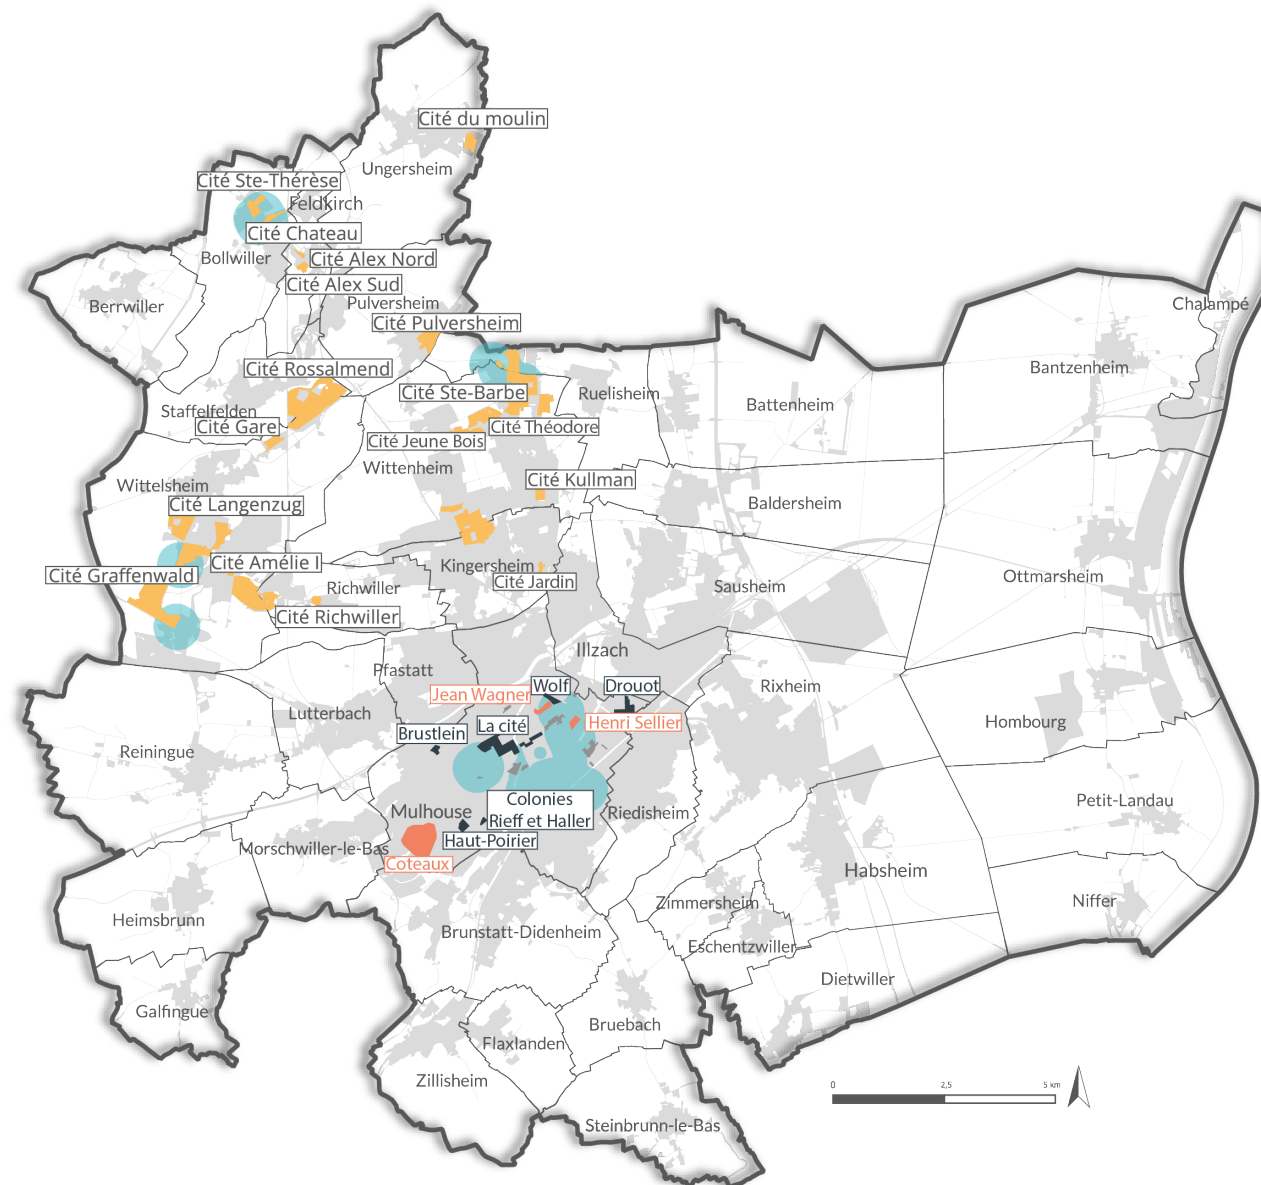 Cité du moulin
Ungersheim
Cité Ste-Thérèse
Feldkirch
Cité Chateau
Bollwiller
Cité Alex Nord
Cité Alex Sud
Berrwiller
Pulversheim
Chalampé
Cité Pulversheim
Cité Rossalmend
Bantzenheim
Cité Ste-Barbe
Ruelisheim
Battenheim
Staffelfelden
Cité Gare
Cité Théodore
Cité Jeune Bois
Wittenheim
Wittelsheim
Cité Kullman
Cité Langenzug
Baldersheim
Cité Amélie I
Kingersheim
Cité Graffenwald
Cité Jardin
Richwiller
Sausheim
Ottmarsheim
Cité Richwiller
Illzach
Pfastatt
Jean Wagner
Wolf
Drouot
Rixheim
Lutterbach
La cité
Henri Sellier
Hombourg
Brustlein
Reiningue
Colonies
Rieff et Haller
Petit-Landau
Mulhouse
Riedisheim
Haut-Poirier
Morschwiller-le-Bas
Coteaux
Habsheim
Zimmersheim
Niffer
Heimsbrunn
Brunstatt-Didenheim
Eschentzwiller
Dietwiller
Galfingue
Bruebach
Flaxlanden
Zillisheim
0 2,5 5 km
Steinbrunn-le-Bas